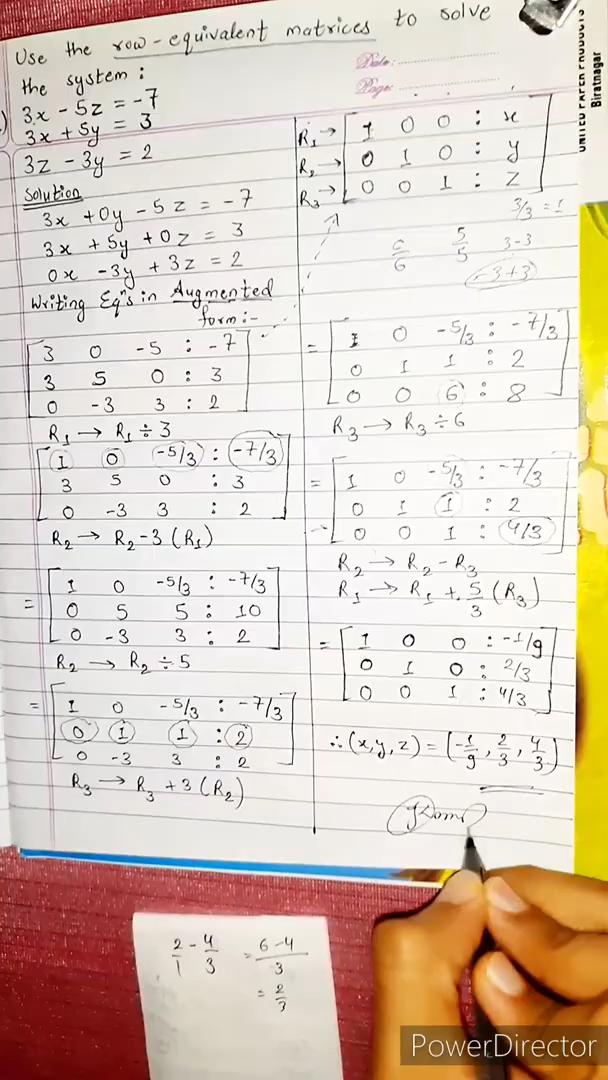 Use the row-equivalent matrices to solve
the system:
3x - 5z = -7
3x + 5y = 3
3z - 3y = 2
Solution
3x + 0y - 5z = -7
3x + 5y + 0z = 3
0x - 3y + 3z = 2
Writing Eqns in Augmented
form:-
3 0 -5 : -7
3 5 0 : 3
0 -3 3 : 2
R1 → R1 ÷ 3
1 0 -5/3 : -7/3
3 5 0 : 3
0 -3 3 : 2
R2 → R2 - 3 (R1)
= 1 0 -5/3 : -7/3
0 5 5 : 10
0 -3 3 : 2
R2 → R2 ÷ 5
= 1 0 -5/3 : -7/3
0 1 1 : 2
0 -3 3 : 2
R3 → R3 + 3 (R2)
Date:
Page:
R1 → 1 0 0 : x
R2 → 0 1 0 : y
R3 → 0 0 1 : z
3/3 = 1
5/5 3-3
-3+3
= 1 0 -5/3 : -7/3
0 1 1 : 2
0 0 6 : 8
R3 → R3 ÷ 6
= 1 0 -5/3 : -7/3
0 1 1 : 2
0 0 1 : 4/3
R2 → R2 - R3
R1 → R1 + 5/3 (R3)
= 1 0 0 : -1/9
0 1 0 : 2/3
0 0 1 : 4/3
∴ (x, y, z) = (-1/9, 2/3, 4/3)
2/1 - 4/3 = 6-4/3
= 2/3
UNITED PAPER PRODUCTS
Biratnagar
PowerDirector